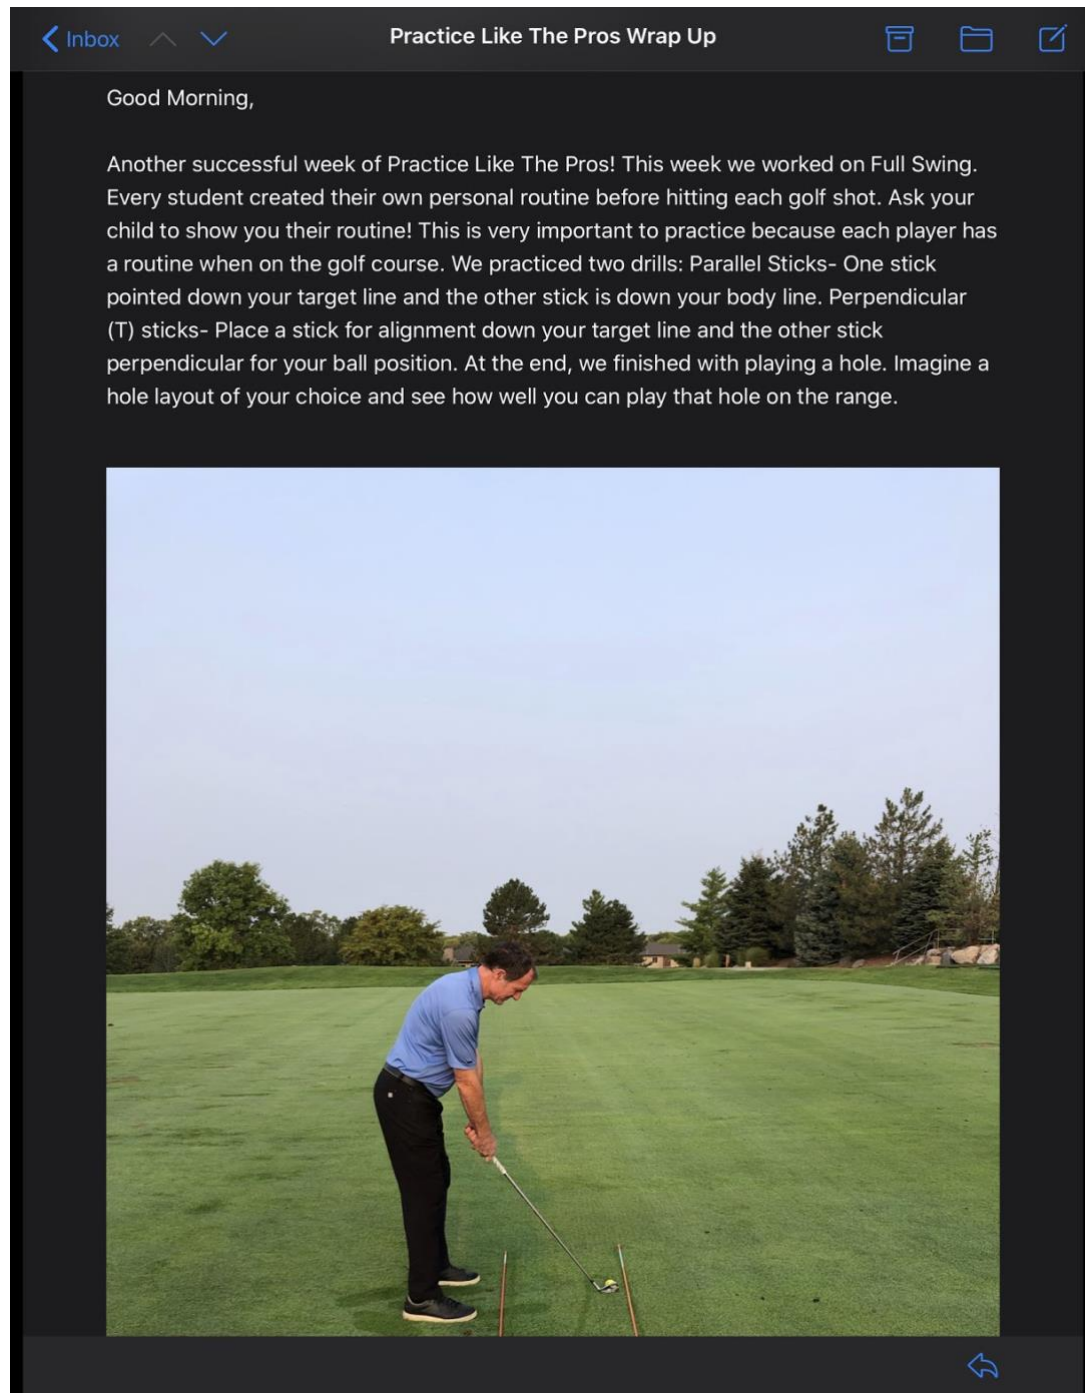 Inbox
Practice Like The Pros Wrap Up
Good Morning,
Another successful week of Practice Like The Pros! This week we worked on Full Swing.
Every student created their own personal routine before hitting each golf shot. Ask your
child to show you their routine! This is very important to practice because each player has
a routine when on the golf course. We practiced two drills: Parallel Sticks- One stick
pointed down your target line and the other stick is down your body line. Perpendicular
(T) sticks- Place a stick for alignment down your target line and the other stick
perpendicular for your ball position. At the end, we finished with playing a hole. Imagine a
hole layout of your choice and see how well you can play that hole on the range.